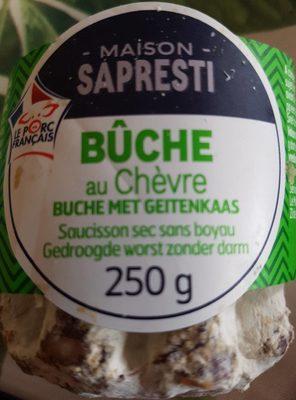 - MAISON -
SAPRESTI
LE PORC
FRANÇAIS
BÛCHE
au Chèvre
BUCHE MET GEITENKAAS
Saucisson sec sans boyau
Gedroogde worst zonder darm
250 g